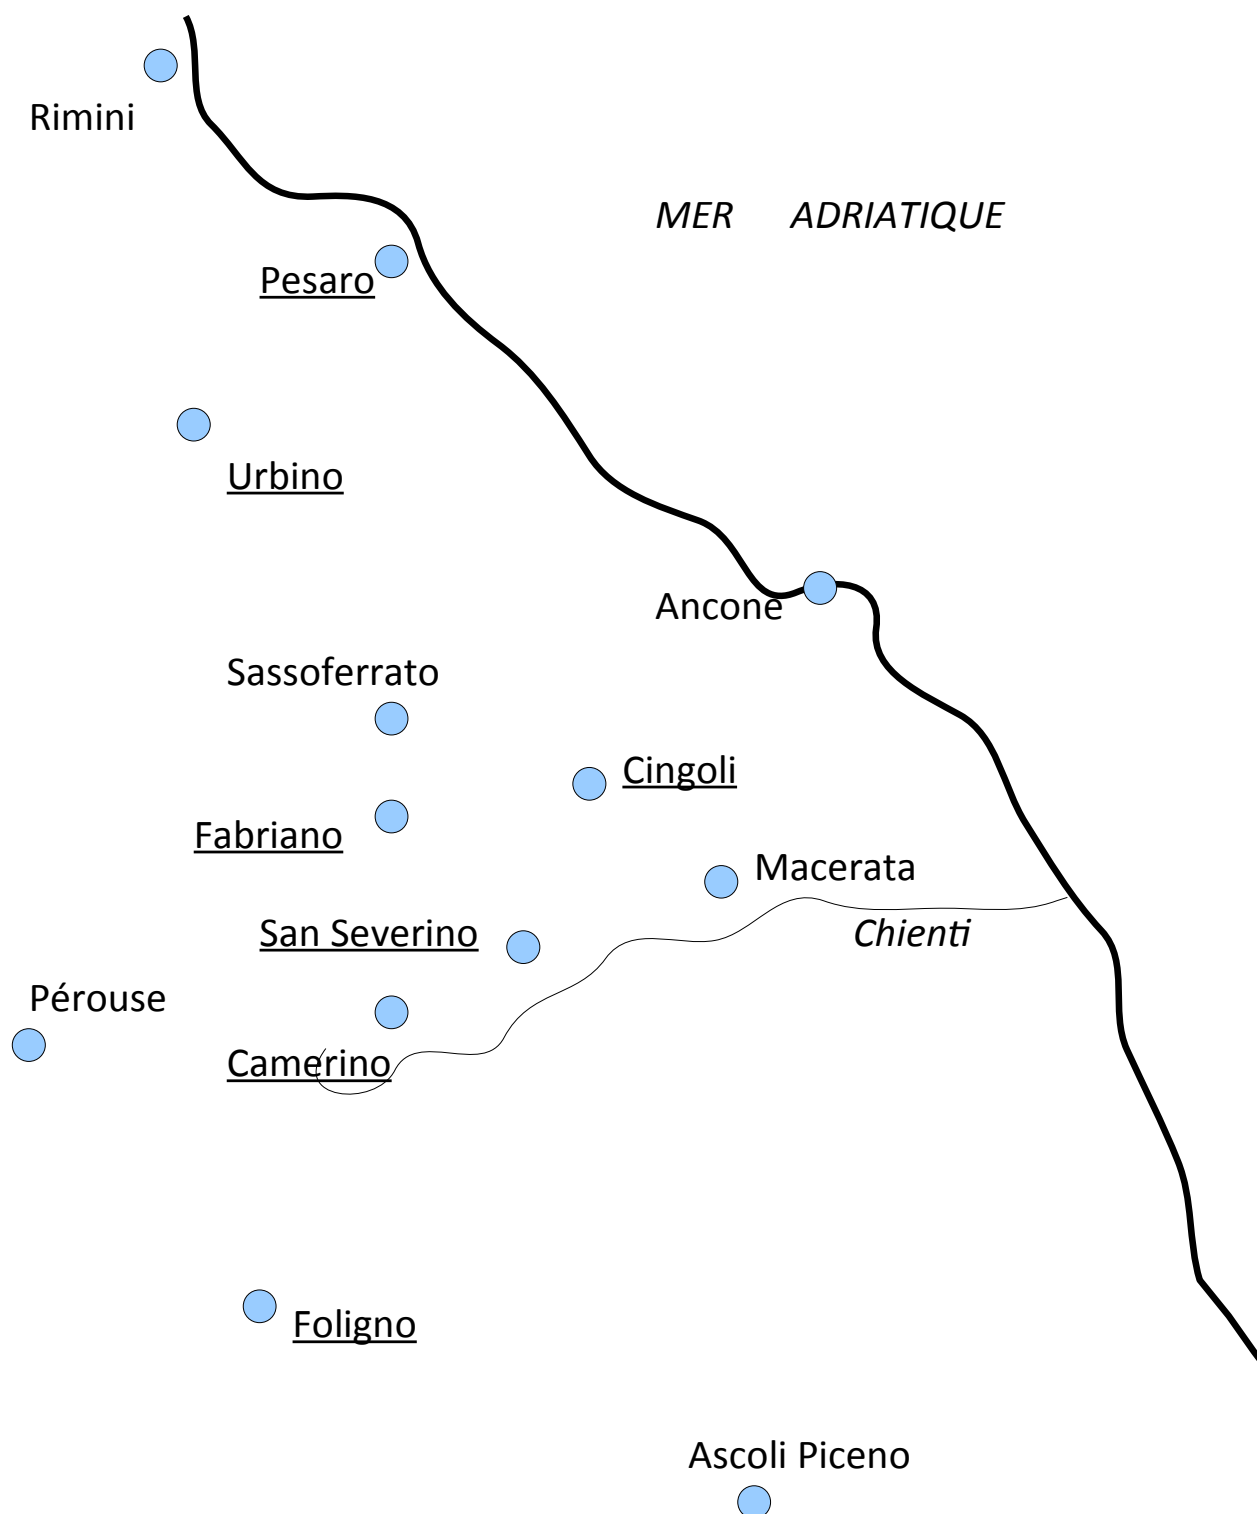 Rimini
MER ADRIATIQUE
Pesaro
Urbino
Ancone
Sassoferrato
Cingoli
Fabriano
Macerata
San Severino
Chienti
Pérouse
Camerino
Foligno
Ascoli Piceno